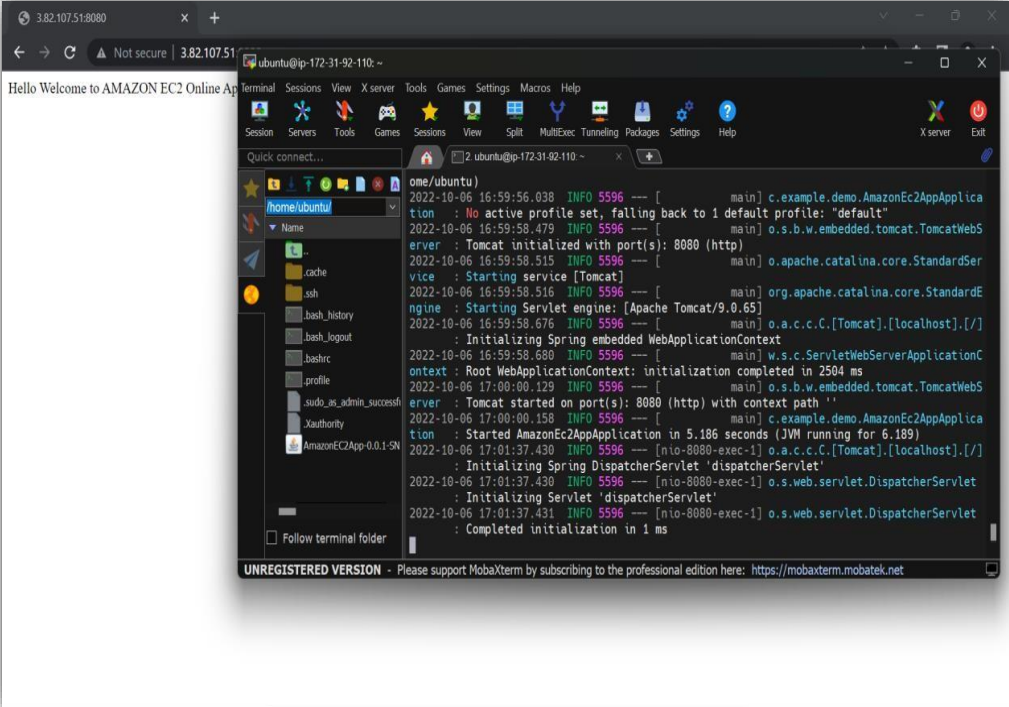 3.82.107.51:8080
Not secure | 3.82.107.51
Hello Welcome to AMAZON EC2 Online Ap
ubuntu@ip-172-31-92-110: ~
Terminal Sessions View X server Tools Games Settings Macros Help
Session Servers Tools Games Sessions View Split MultiExec Tunneling Packages Settings Help X server Exit
Quick connect...
2. ubuntu@ip-172-31-92-110: ~
/home/ubuntu/
Name
..
.cache
.ssh
.bash_history
.bash_logout
.bashrc
.profile
.sudo_as_admin_successfu
.Xauthority
AmazonEC2App-0.0.1-SN
Follow terminal folder
ome/ubuntu)
2022-10-06 16:59:56.038  INFO 5596 --- [           main] c.example.demo.AmazonEc2AppApplica
tion   : No active profile set, falling back to 1 default profile: "default"
2022-10-06 16:59:58.479  INFO 5596 --- [           main] o.s.b.w.embedded.tomcat.TomcatWebS
erver  : Tomcat initialized with port(s): 8080 (http)
2022-10-06 16:59:58.515  INFO 5596 --- [           main] o.apache.catalina.core.StandardSer
vice   : Starting service [Tomcat]
2022-10-06 16:59:58.516  INFO 5596 --- [           main] org.apache.catalina.core.StandardE
ngine  : Starting Servlet engine: [Apache Tomcat/9.0.65]
2022-10-06 16:59:58.676  INFO 5596 --- [           main] o.a.c.c.C.[Tomcat].[localhost].[/]
       : Initializing Spring embedded WebApplicationContext
2022-10-06 16:59:58.680  INFO 5596 --- [           main] w.s.c.ServletWebServerApplicationC
ontext : Root WebApplicationContext: initialization completed in 2504 ms
2022-10-06 17:00:00.129  INFO 5596 --- [           main] o.s.b.w.embedded.tomcat.TomcatWebS
erver  : Tomcat started on port(s): 8080 (http) with context path ''
2022-10-06 17:00:00.158  INFO 5596 --- [           main] c.example.demo.AmazonEc2AppApplica
tion   : Started AmazonEc2AppApplication in 5.186 seconds (JVM running for 6.189)
2022-10-06 17:01:37.430  INFO 5596 --- [nio-8080-exec-1] o.a.c.c.C.[Tomcat].[localhost].[/]
       : Initializing Spring DispatcherServlet 'dispatcherServlet'
2022-10-06 17:01:37.430  INFO 5596 --- [nio-8080-exec-1] o.s.web.servlet.DispatcherServlet
       : Initializing Servlet 'dispatcherServlet'
2022-10-06 17:01:37.431  INFO 5596 --- [nio-8080-exec-1] o.s.web.servlet.DispatcherServlet
       : Completed initialization in 1 ms
UNREGISTERED VERSION - Please support MobaXterm by subscribing to the professional edition here: https://mobaxterm.mobatek.net